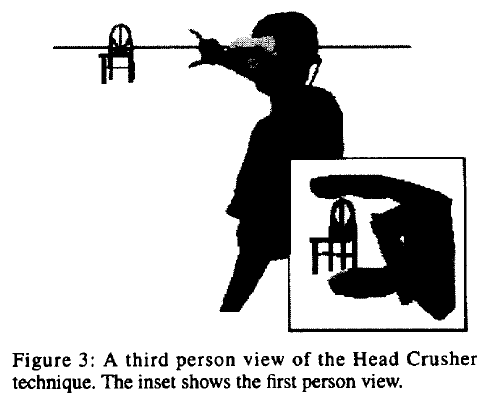 Figure 3: A third person view of the Head Crusher
technique. The inset shows the first person view.